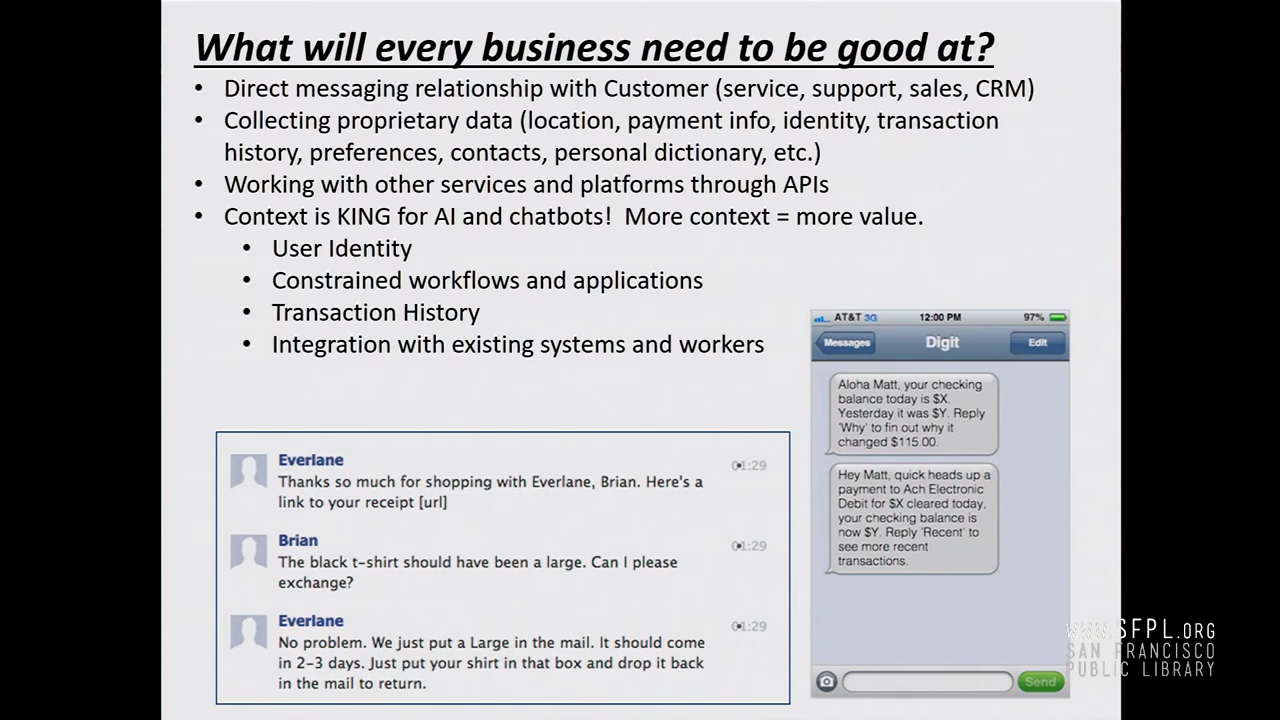 What will every business need to be good at?
• Direct messaging relationship with Customer (service, support, sales, CRM)
• Collecting proprietary data (location, payment info, identity, transaction
history, preferences, contacts, personal dictionary, etc.)
• Working with other services and platforms through APIs
• Context is KING for AI and chatbots!  More context = more value.
• User Identity
• Constrained workflows and applications
• Transaction History
• Integration with existing systems and workers
Everlane
01:29
Thanks so much for shopping with Everlane, Brian. Here's a
link to your receipt [url]
Brian
01:29
The black t-shirt should have been a large. Can I please
exchange?
Everlane
01:29
No problem. We just put a Large in the mail. It should come
in 2-3 days. Just put your shirt in that box and drop it back
in the mail to return.
AT&T 3G 12:00 PM 97%
Messages Digit Edit
Aloha Matt, your checking
balance today is $X.
Yesterday it was $Y. Reply
'Why' to fin out why it
changed $115.00.
Hey Matt, quick heads up a
payment to Ach Electronic
Debit for $X cleared today,
your checking balance is
now $Y. Reply 'Recent' to
see more recent
transactions.
Send
WWW.SFPL.ORG
SAN FRANCISCO
PUBLIC LIBRARY